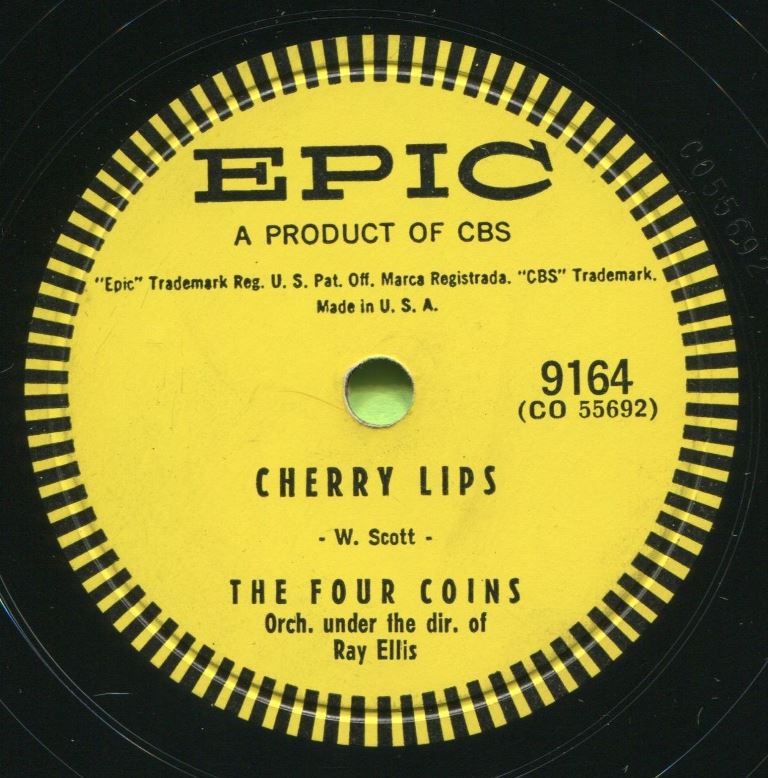 EPIC
A PRODUCT OF CBS
"Epic" Trademark Reg. U. S. Pat. Off. Marca Registrada. "CBS" Trademark.
Made in U. S. A.
9164
(CO 55692)
CHERRY LIPS
- W. Scott -
THE FOUR COINS
Orch. under the dir. of
Ray Ellis
CO55692